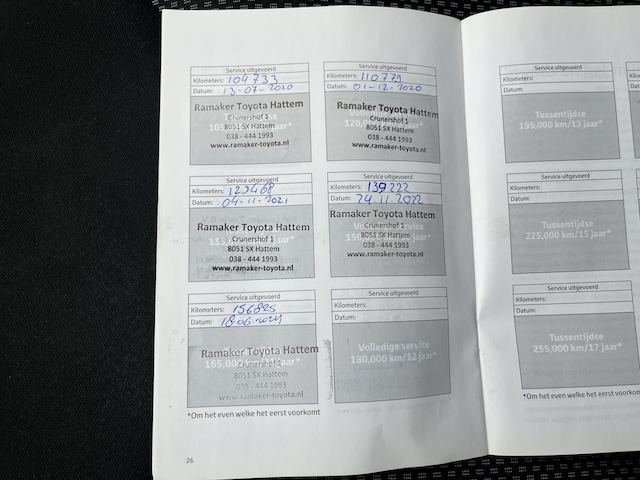 Service uitgevoerd
Kilometers: 104733
Datum: 13-07-2020
Ramaker Toyota Hattem
Crunershof 1
8051 SX Hattem
038 - 444 1993
www.ramaker-toyota.nl
Service uitgevoerd
Kilometers: 110779
Datum: 01-12-2020
Ramaker Toyota Hattem
Crunershof 1
8051 SX Hattem
038 - 444 1993
www.ramaker-toyota.nl
Service uitgevoerd
Kilometers: 123468
Datum: 04-11-2021
Ramaker Toyota Hattem
Crunershof 1
8051 SX Hattem
038 - 444 1993
www.ramaker-toyota.nl
Service uitgevoerd
Kilometers: 139222
Datum: 24 11 2022
Ramaker Toyota Hattem
Crunershof 1
8051 SX Hattem
038 - 444 1993
www.ramaker-toyota.nl
Service uitgevoerd
Kilometers: 156825
Datum: 18-06-2024
Ramaker Toyota Hattem
165,000 km/11 jaar*
Crunershof 1
8051 SX Hattem
038 - 444 1993
www.ramaker-toyota.nl
Service uitgevoerd
Kilometers:
Datum:
Volledige service
180,000 km/12 jaar*
*Om het even welke het eerst voorkomt
26
Service uitgevoerd
Kilometers:
Datum:
Tussentijdse
195,000 km/13 jaar*
Service uitgevoerd
Kilometers:
Datum:
Tussentijdse
225,000 km/15 jaar*
Service uitgevoerd
Kilometers:
Datum:
Tussentijdse
255,000 km/17 jaar*
*Om het even welke het eerst voorkomt